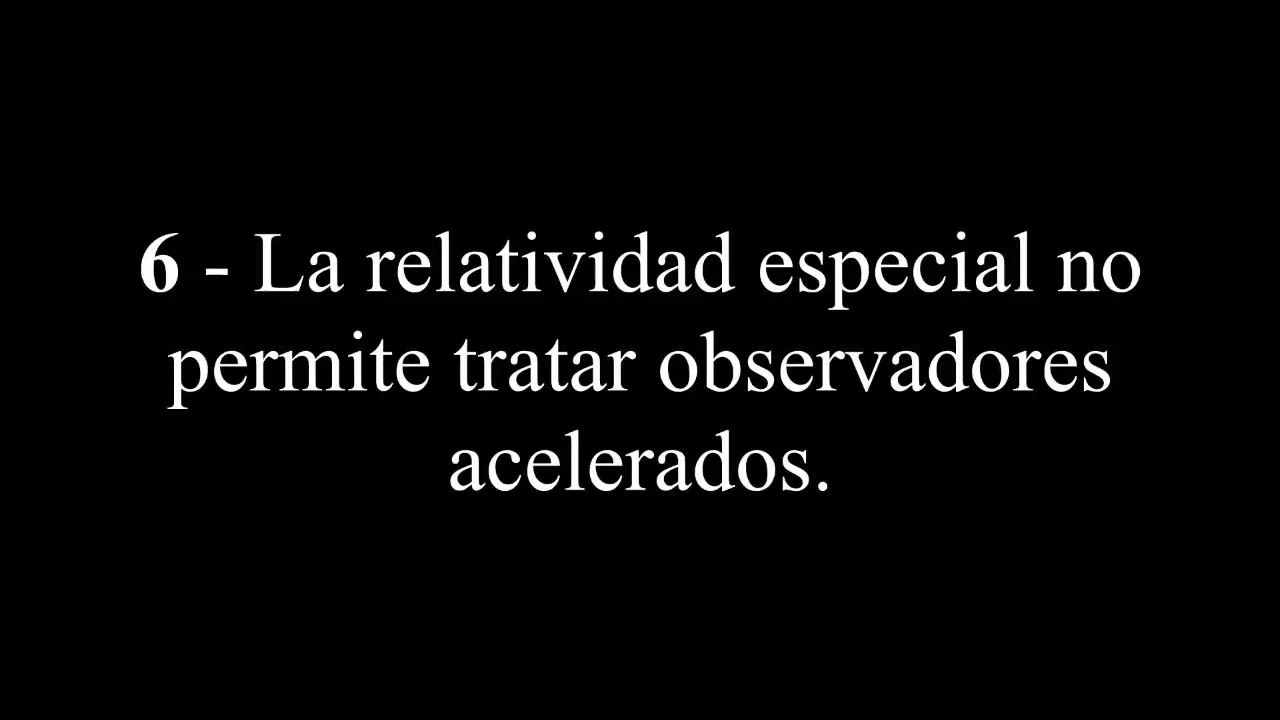 6 - La relatividad especial no
permite tratar observadores
acelerados.